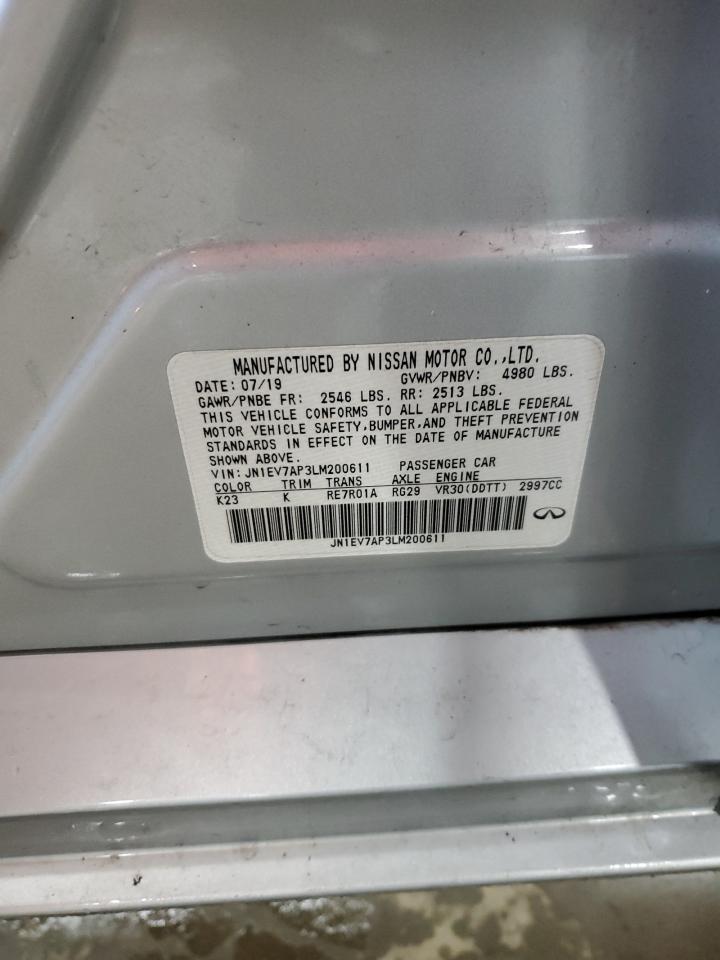 MANUFACTURED BY NISSAN MOTOR CO.,LTD.
DATE: 07/19 GVWR/PNBV: 4980 LBS.
GAWR/PNBE FR: 2546 LBS. RR: 2513 LBS.
THIS VEHICLE CONFORMS TO ALL APPLICABLE FEDERAL
MOTOR VEHICLE SAFETY,BUMPER,AND THEFT PREVENTION
STANDARDS IN EFFECT ON THE DATE OF MANUFACTURE
SHOWN ABOVE.
VIN: JN1EV7AP3LM200611 PASSENGER CAR
COLOR TRIM TRANS AXLE ENGINE
K23 K RE7R01A RG29 VR30(DDTT) 2997CC
JN1EV7AP3LM200611